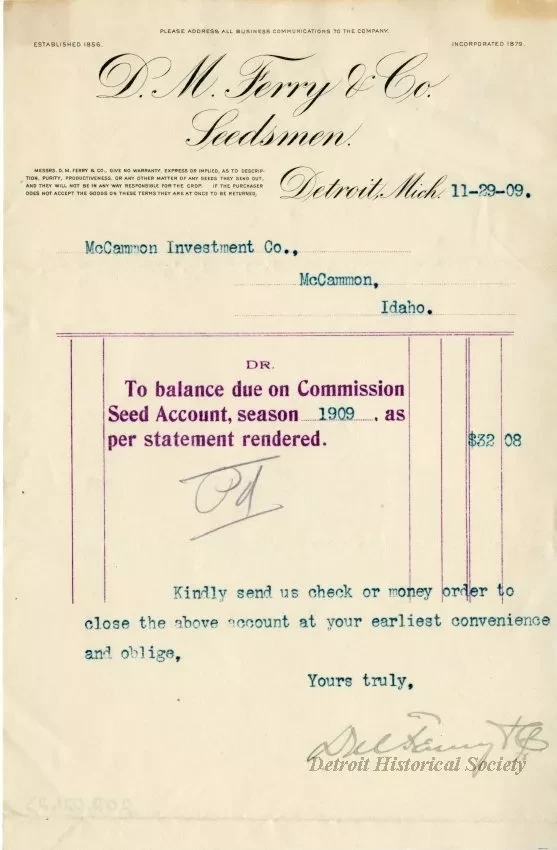 PLEASE ADDRESS ALL BUSINESS COMMUNICATIONS TO THE COMPANY.
ESTABLISHED 1856.
INCORPORATED 1879.
D. M. Ferry & Co.
Seedsmen.
MESSRS. D. M. FERRY & CO., GIVE NO WARRANTY, EXPRESS OR IMPLIED, AS TO DESCRIP-
TION, PURITY, PRODUCTIVENESS, OR ANY OTHER MATTER OF ANY SEEDS THEY SEND OUT,
AND THEY WILL NOT BE IN ANY WAY RESPONSIBLE FOR THE CROP. IF THE PURCHASER
DOES NOT ACCEPT THE GOODS ON THESE TERMS THEY ARE AT ONCE TO BE RETURNED.
Detroit, Mich. 11-29-09.
McCammon Investment Co.,
McCammon,
Idaho.
DR.
To balance due on Commission
Seed Account, season 1909, as
per statement rendered. $32 08
Pd
Kindly send us check or money order to
close the above account at your earliest convenience
and oblige,
Yours truly,
D M Ferry & Co
Detroit Historical Society